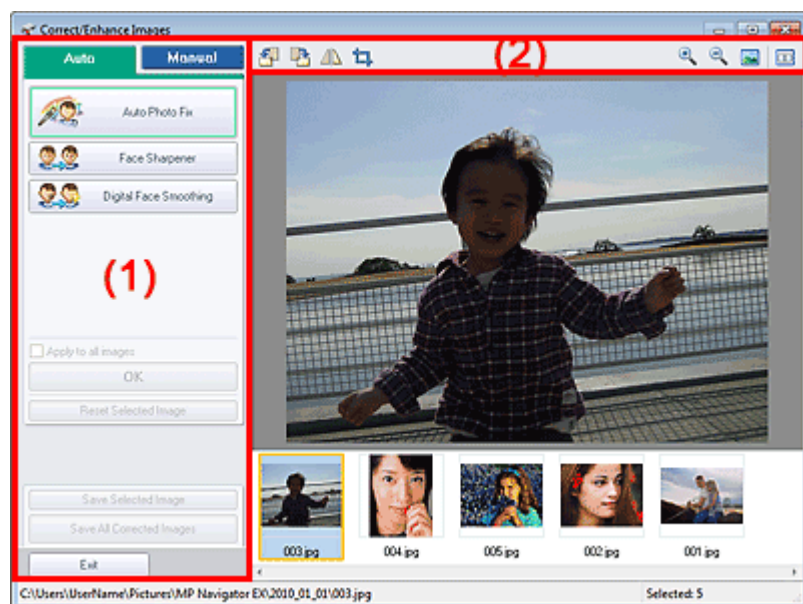 Correct/Enhance Images
Auto
Manual
(2)
Auto Photo Fix
Face Sharpener
Digital Face Smoothing
(1)
Apply to all images
OK
Reset Selected Image
Save Selected Image
Save All Corrected Images
Exit
003.jpg
004.jpg
005.jpg
002.jpg
001.jpg
C:\Users\UserName\Pictures\MP Navigator EX\2010_01_01\003.jpg
Selected: 5